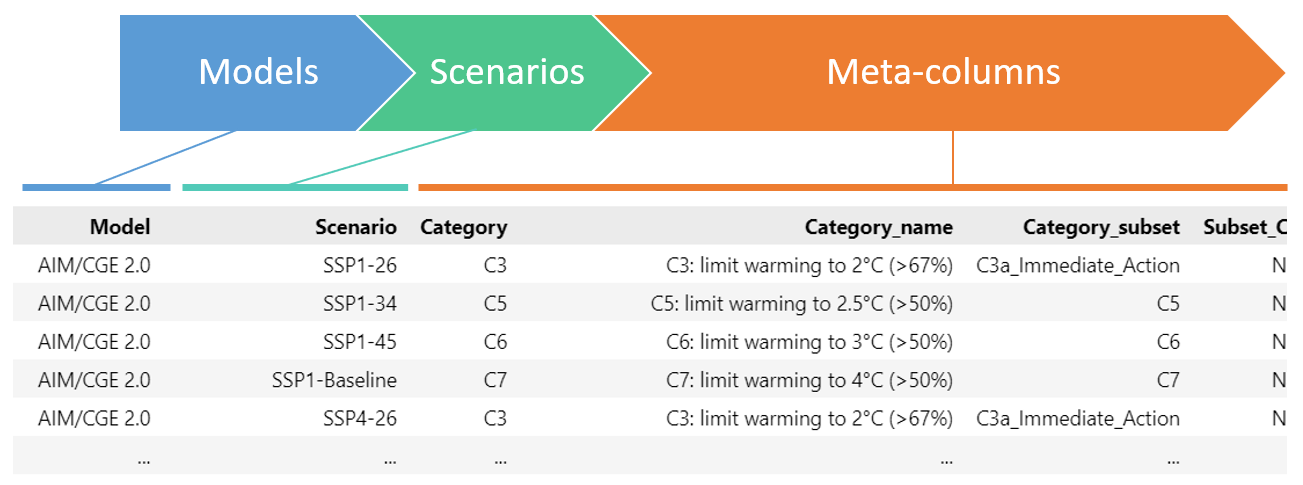 Models Scenarios Meta-columns
Model Scenario Category Category_name Category_subset Subset_C
AIM/CGE 2.0 SSP1-26 C3 C3: limit warming to 2°C (>67%) C3a_Immediate_Action N
AIM/CGE 2.0 SSP1-34 C5 C5: limit warming to 2.5°C (>50%) C5 N
AIM/CGE 2.0 SSP1-45 C6 C6: limit warming to 3°C (>50%) C6 N
AIM/CGE 2.0 SSP1-Baseline C7 C7: limit warming to 4°C (>50%) C7 N
AIM/CGE 2.0 SSP4-26 C3 C3: limit warming to 2°C (>67%) C3a_Immediate_Action N
... ... ... ... ...